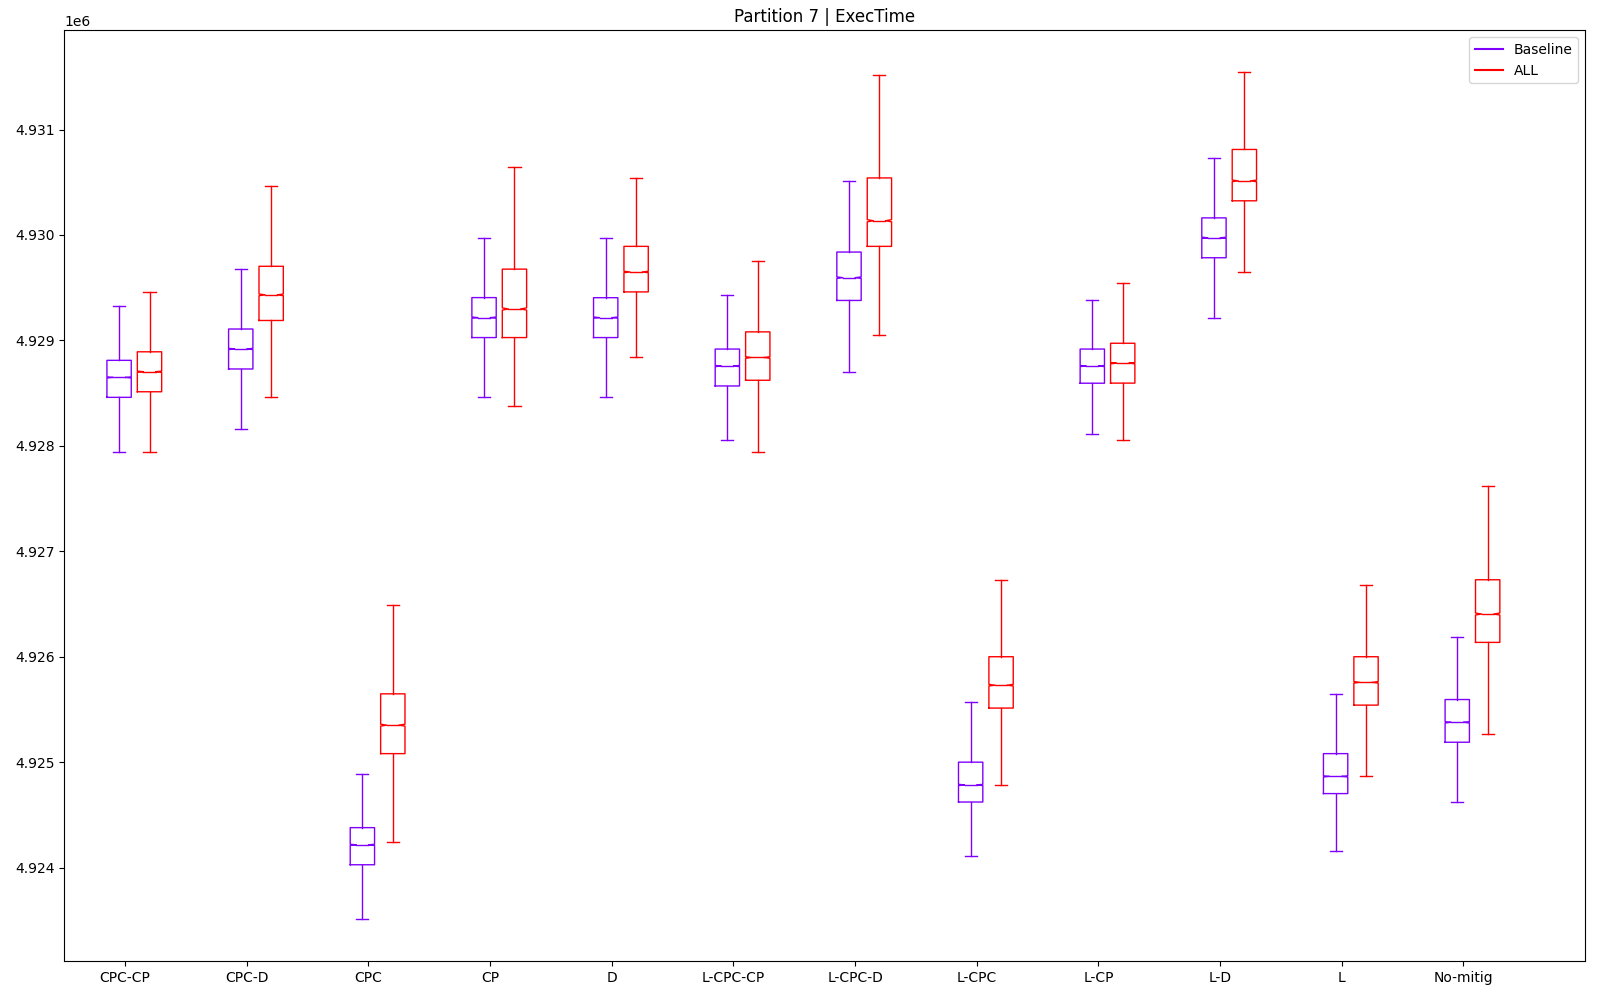 Partition 7 | ExecTime
1e6
Baseline
ALL
4.931
4.930
4.929
4.928
4.927
4.926
4.925
4.924
CPC-CP CPC-D CPC CP D L-CPC-CP L-CPC-D L-CPC L-CP L-D L No-mitig